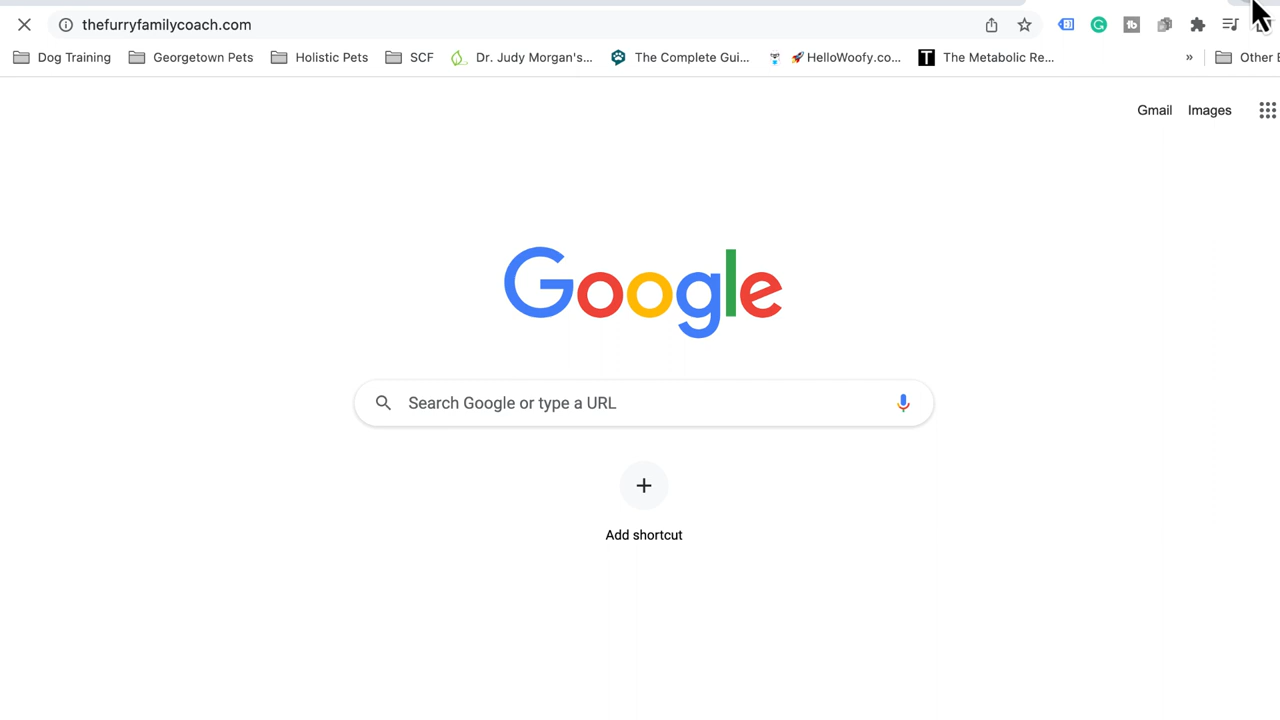 thefurryfamilycoach.com
Dog Training Georgetown Pets Holistic Pets SCF Dr. Judy Morgan's... The Complete Gui... 🚀HelloWoofy.co... T The Metabolic Re... » Other
Gmail Images
Google
Search Google or type a URL
Add shortcut